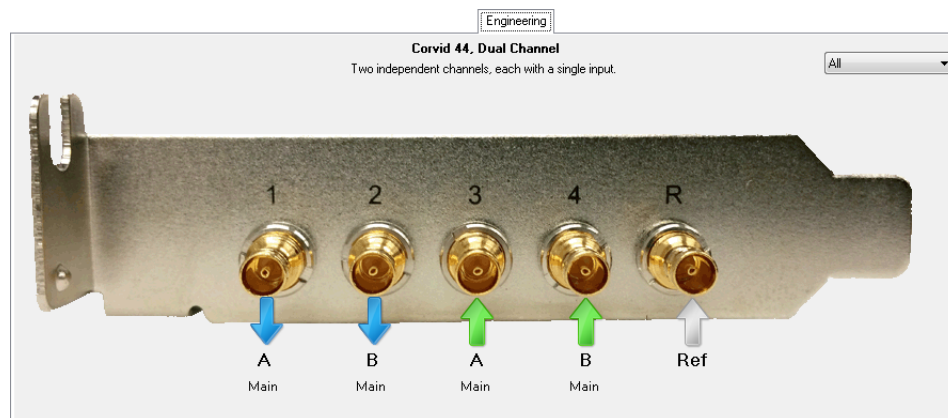 Engineering
Corvid 44, Dual Channel
Two independent channels, each with a single input.
All
1 2 3 4 R
A B A B Ref
Main Main Main Main